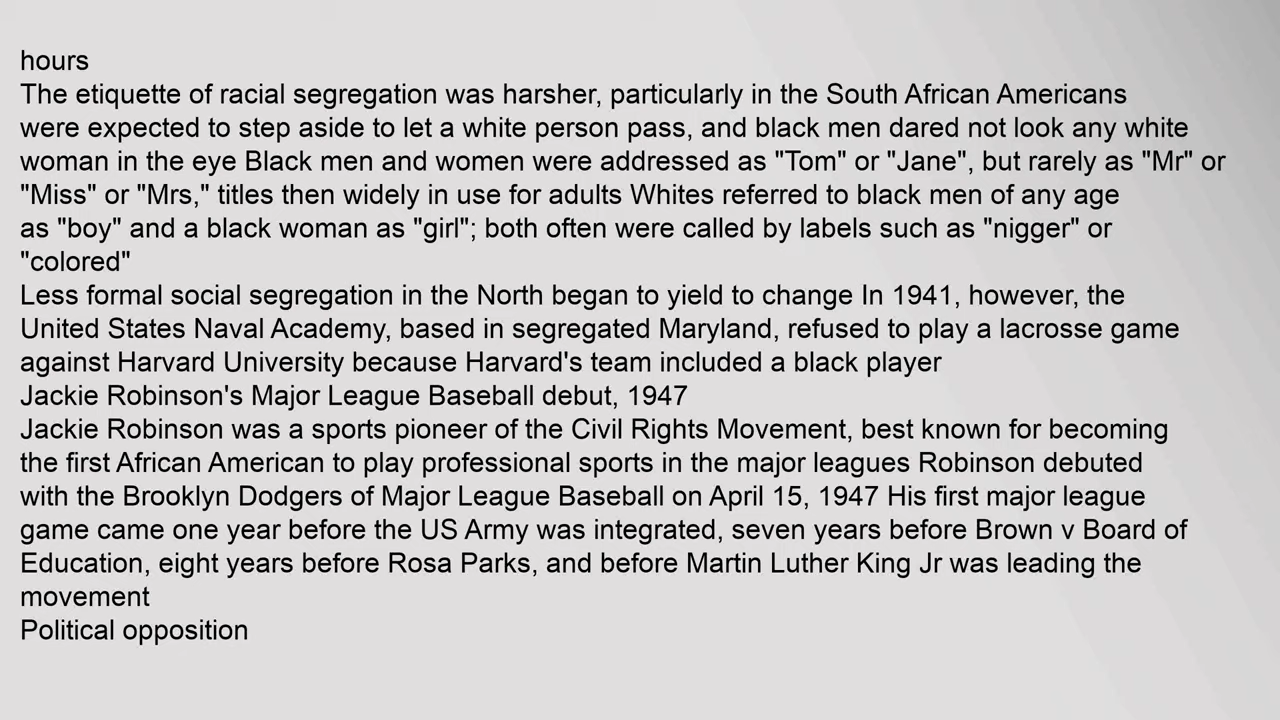 hours
The etiquette of racial segregation was harsher, particularly in the South African Americans
were expected to step aside to let a white person pass, and black men dared not look any white
woman in the eye Black men and women were addressed as "Tom" or "Jane", but rarely as "Mr" or
"Miss" or "Mrs," titles then widely in use for adults Whites referred to black men of any age
as "boy" and a black woman as "girl"; both often were called by labels such as "nigger" or
"colored"
Less formal social segregation in the North began to yield to change In 1941, however, the
United States Naval Academy, based in segregated Maryland, refused to play a lacrosse game
against Harvard University because Harvard's team included a black player
Jackie Robinson's Major League Baseball debut, 1947
Jackie Robinson was a sports pioneer of the Civil Rights Movement, best known for becoming
the first African American to play professional sports in the major leagues Robinson debuted
with the Brooklyn Dodgers of Major League Baseball on April 15, 1947 His first major league
game came one year before the US Army was integrated, seven years before Brown v Board of
Education, eight years before Rosa Parks, and before Martin Luther King Jr was leading the
movement
Political opposition